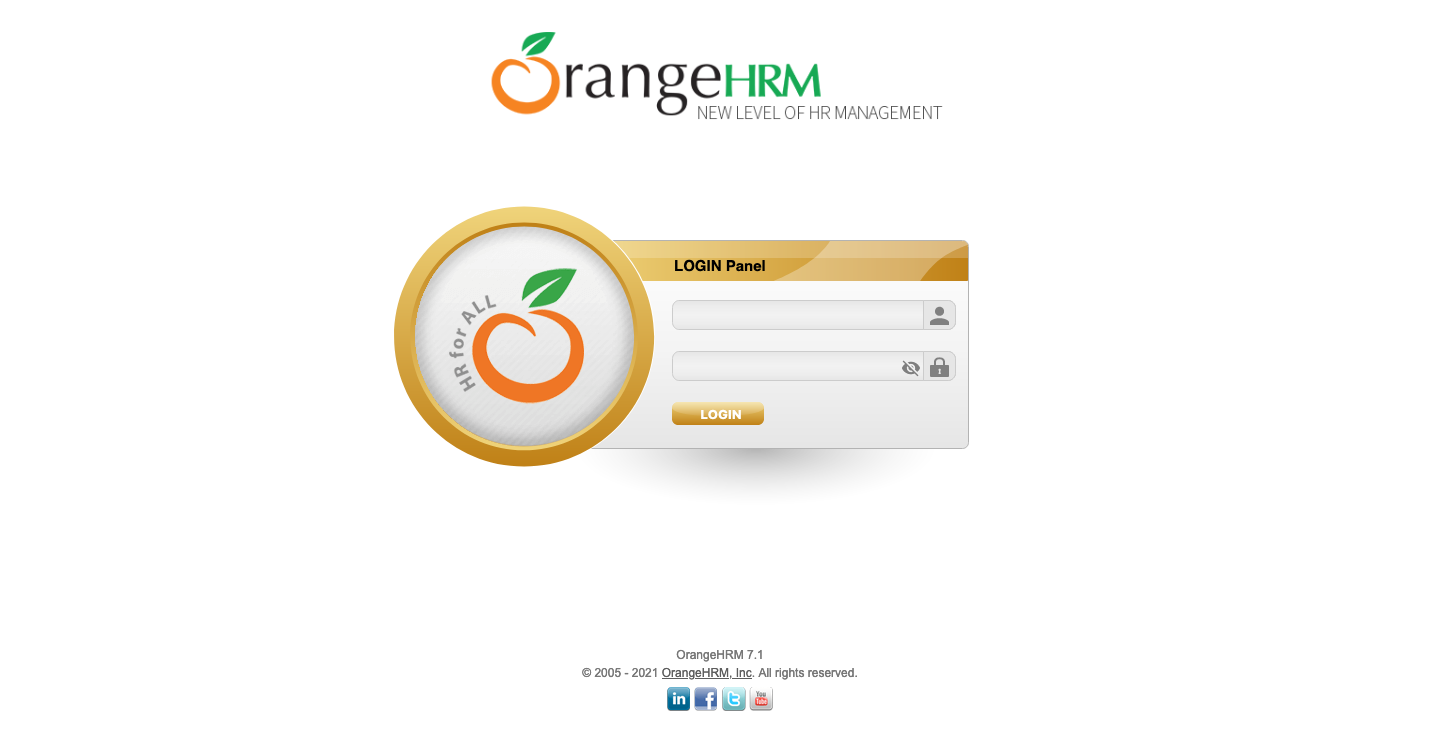 OrangeHRM
NEW LEVEL OF HR MANAGEMENT
HR for ALL
LOGIN Panel
LOGIN
OrangeHRM 7.1
© 2005 - 2021 OrangeHRM, Inc. All rights reserved.
in f t You Tube